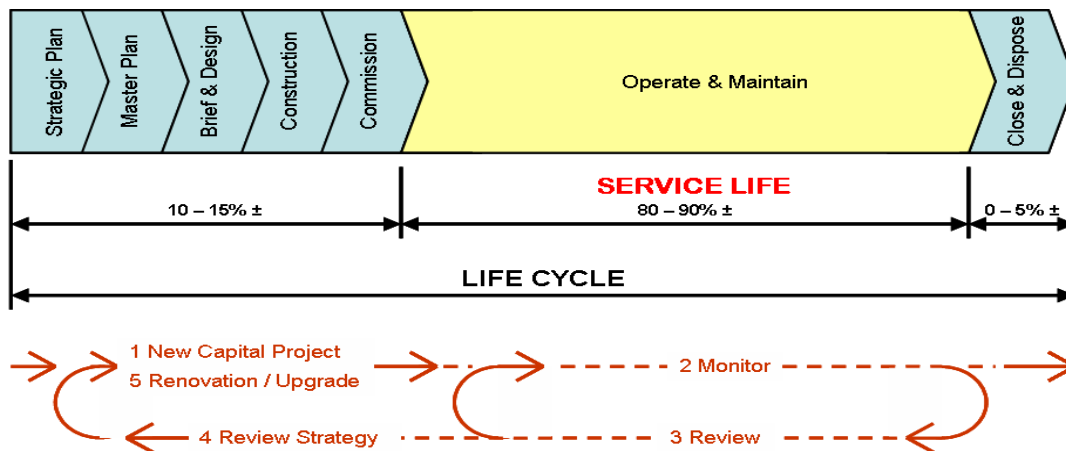 Strategic Plan
Master Plan
Brief & Design
Construction
Commission
Operate & Maintain
Close & Dispose
SERVICE LIFE
10 – 15% ±
80 – 90% ±
0 – 5% ±
LIFE CYCLE
1 New Capital Project
5 Renovation / Upgrade
2 Monitor
4 Review Strategy
3 Review